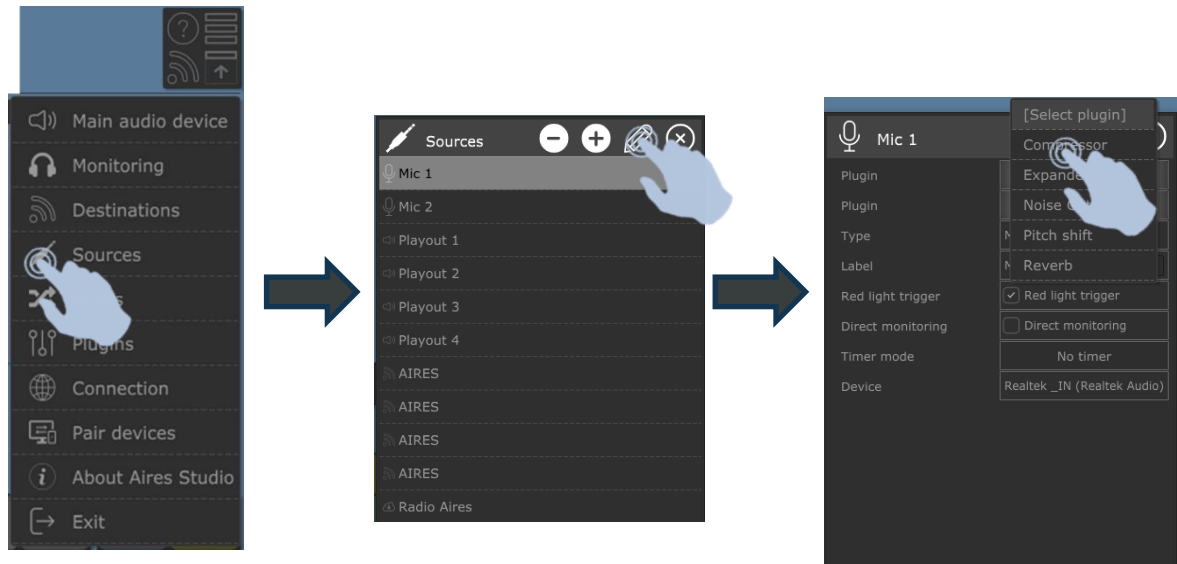 Main audio device
Monitoring
Destinations
Sources
Plugins
Connection
Pair devices
About Aires Studio
Exit
Sources
Mic 1
Mic 2
Playout 1
Playout 2
Playout 3
Playout 4
AIRES
AIRES
AIRES
AIRES
Radio Aires
Mic 1
[Select plugin]
Compressor
Plugin
Plugin
Noise
Type
Pitch shift
Label
Reverb
Red light trigger
Red light trigger
Direct monitoring
Direct monitoring
Timer mode
No timer
Device
Realtek _IN (Realtek Audio)